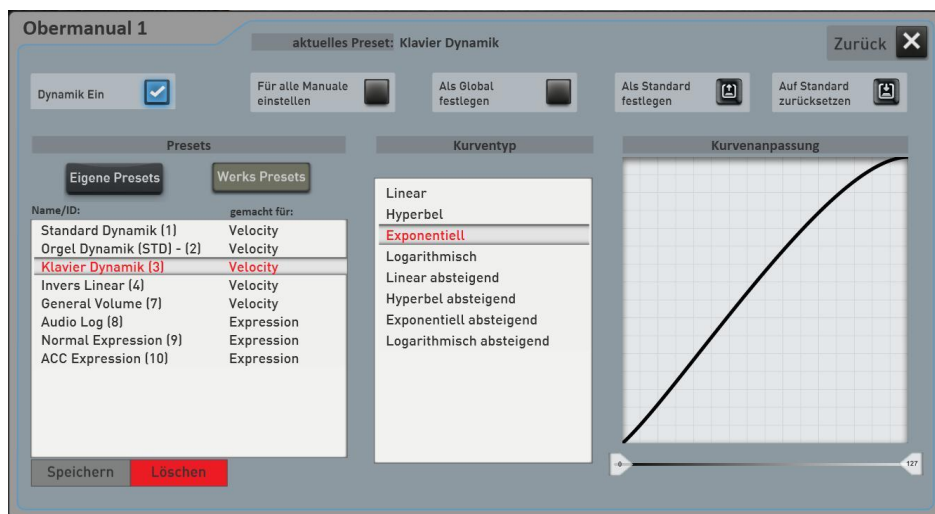 Obermanual 1
aktuelles Preset: Klavier Dynamik
Zurück
Dynamik Ein
Für alle Manuale
einstellen
Als Global
festlegen
Als Standard
festlegen
Auf Standard
zurücksetzen
Presets
Eigene Presets
Werks Presets
Name/ID:
gemacht für:
Standard Dynamik (1) Velocity
Orgel Dynamik (STD) - (2) Velocity
Klavier Dynamik (3) Velocity
Invers Linear (4) Velocity
General Volume (7) Velocity
Audio Log (8) Expression
Normal Expression (9) Expression
ACC Expression (10) Expression
Speichern
Löschen
Kurventyp
Linear
Hyperbel
Exponentiell
Logarithmisch
Linear absteigend
Hyperbel absteigend
Exponentiell absteigend
Logarithmisch absteigend
Kurvenanpassung
0
127